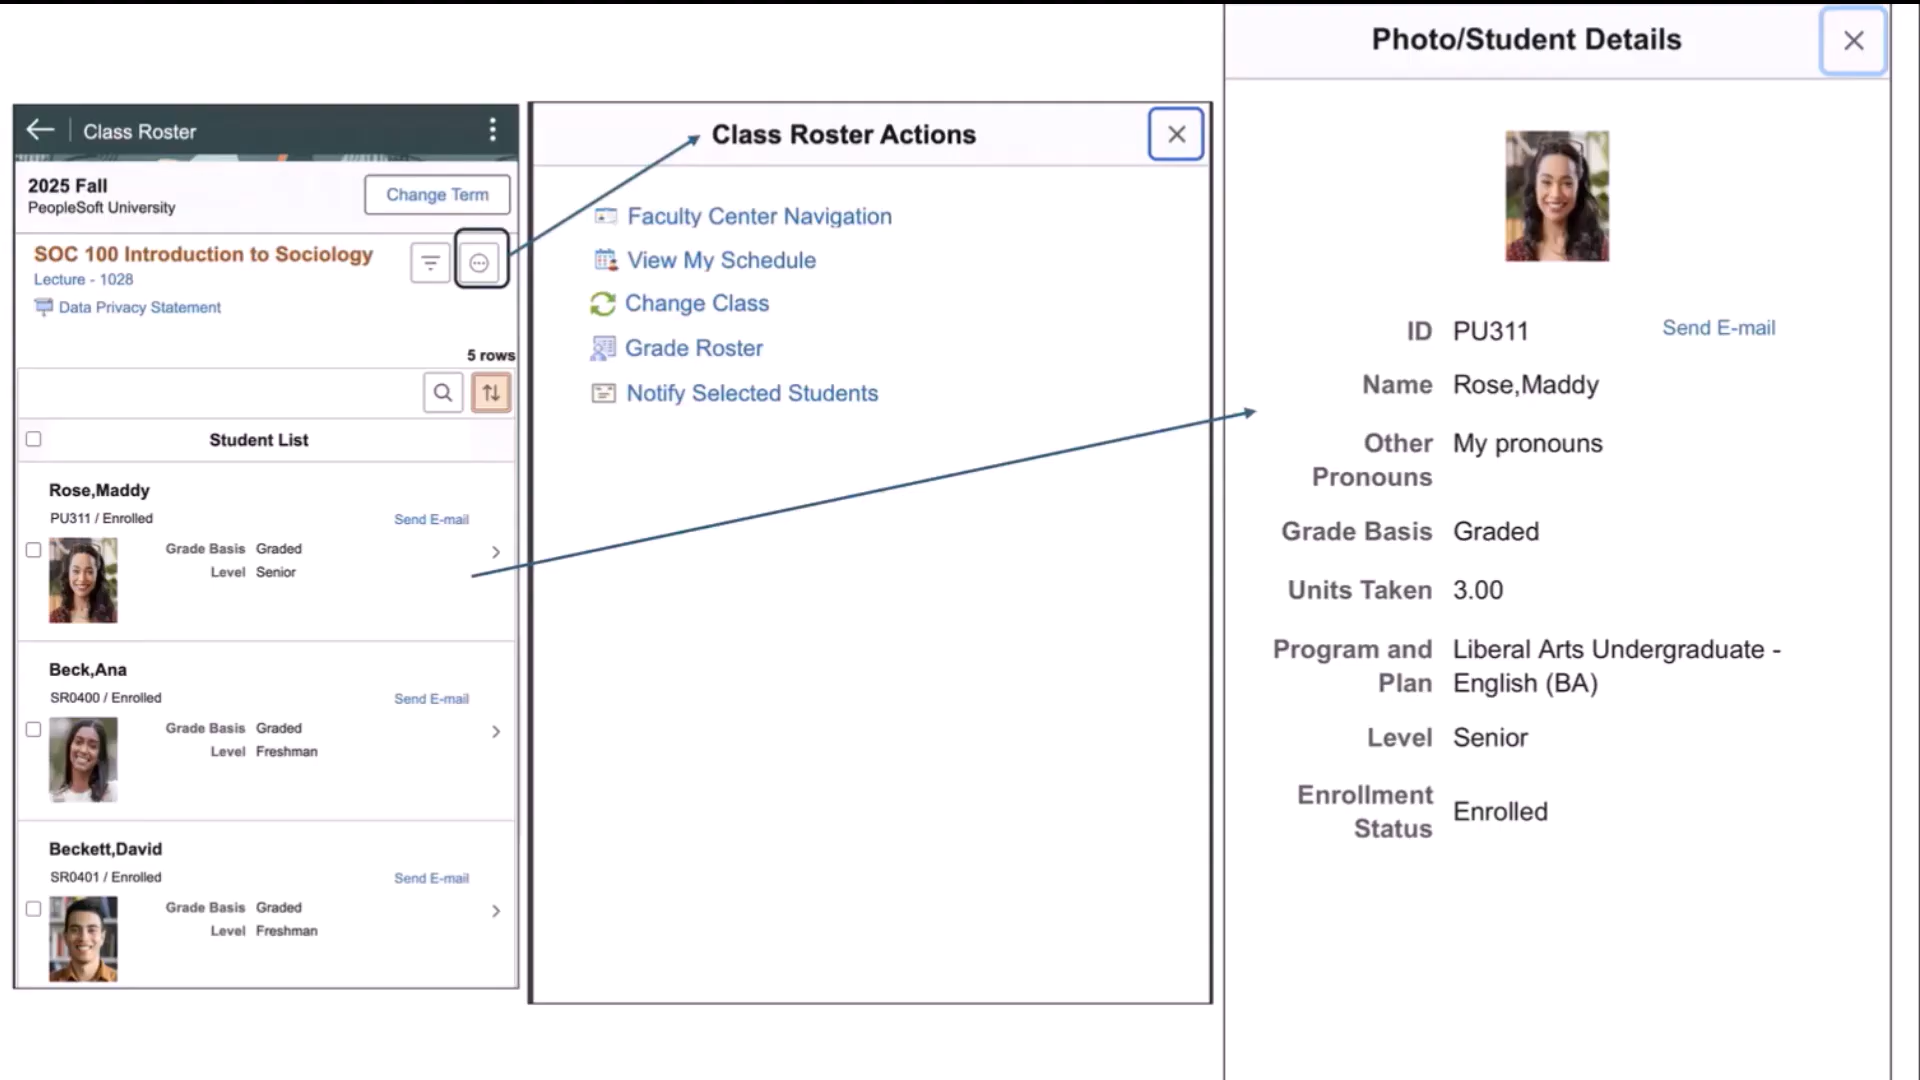 Class Roster
2025 Fall
PeopleSoft University
Change Term
SOC 100 Introduction to Sociology
Lecture - 1028
Data Privacy Statement
5 rows
Student List
Rose,Maddy
PU311 / Enrolled
Send E-mail
Grade Basis Graded
Level Senior
Beck,Ana
SR0400 / Enrolled
Send E-mail
Grade Basis Graded
Level Freshman
Beckett,David
SR0401 / Enrolled
Send E-mail
Grade Basis Graded
Level Freshman
Class Roster Actions
Faculty Center Navigation
View My Schedule
Change Class
Grade Roster
Notify Selected Students
Photo/Student Details
ID PU311 Send E-mail
Name Rose,Maddy
Other My pronouns
Pronouns
Grade Basis Graded
Units Taken 3.00
Program and Liberal Arts Undergraduate -
Plan English (BA)
Level Senior
Enrollment
Status Enrolled